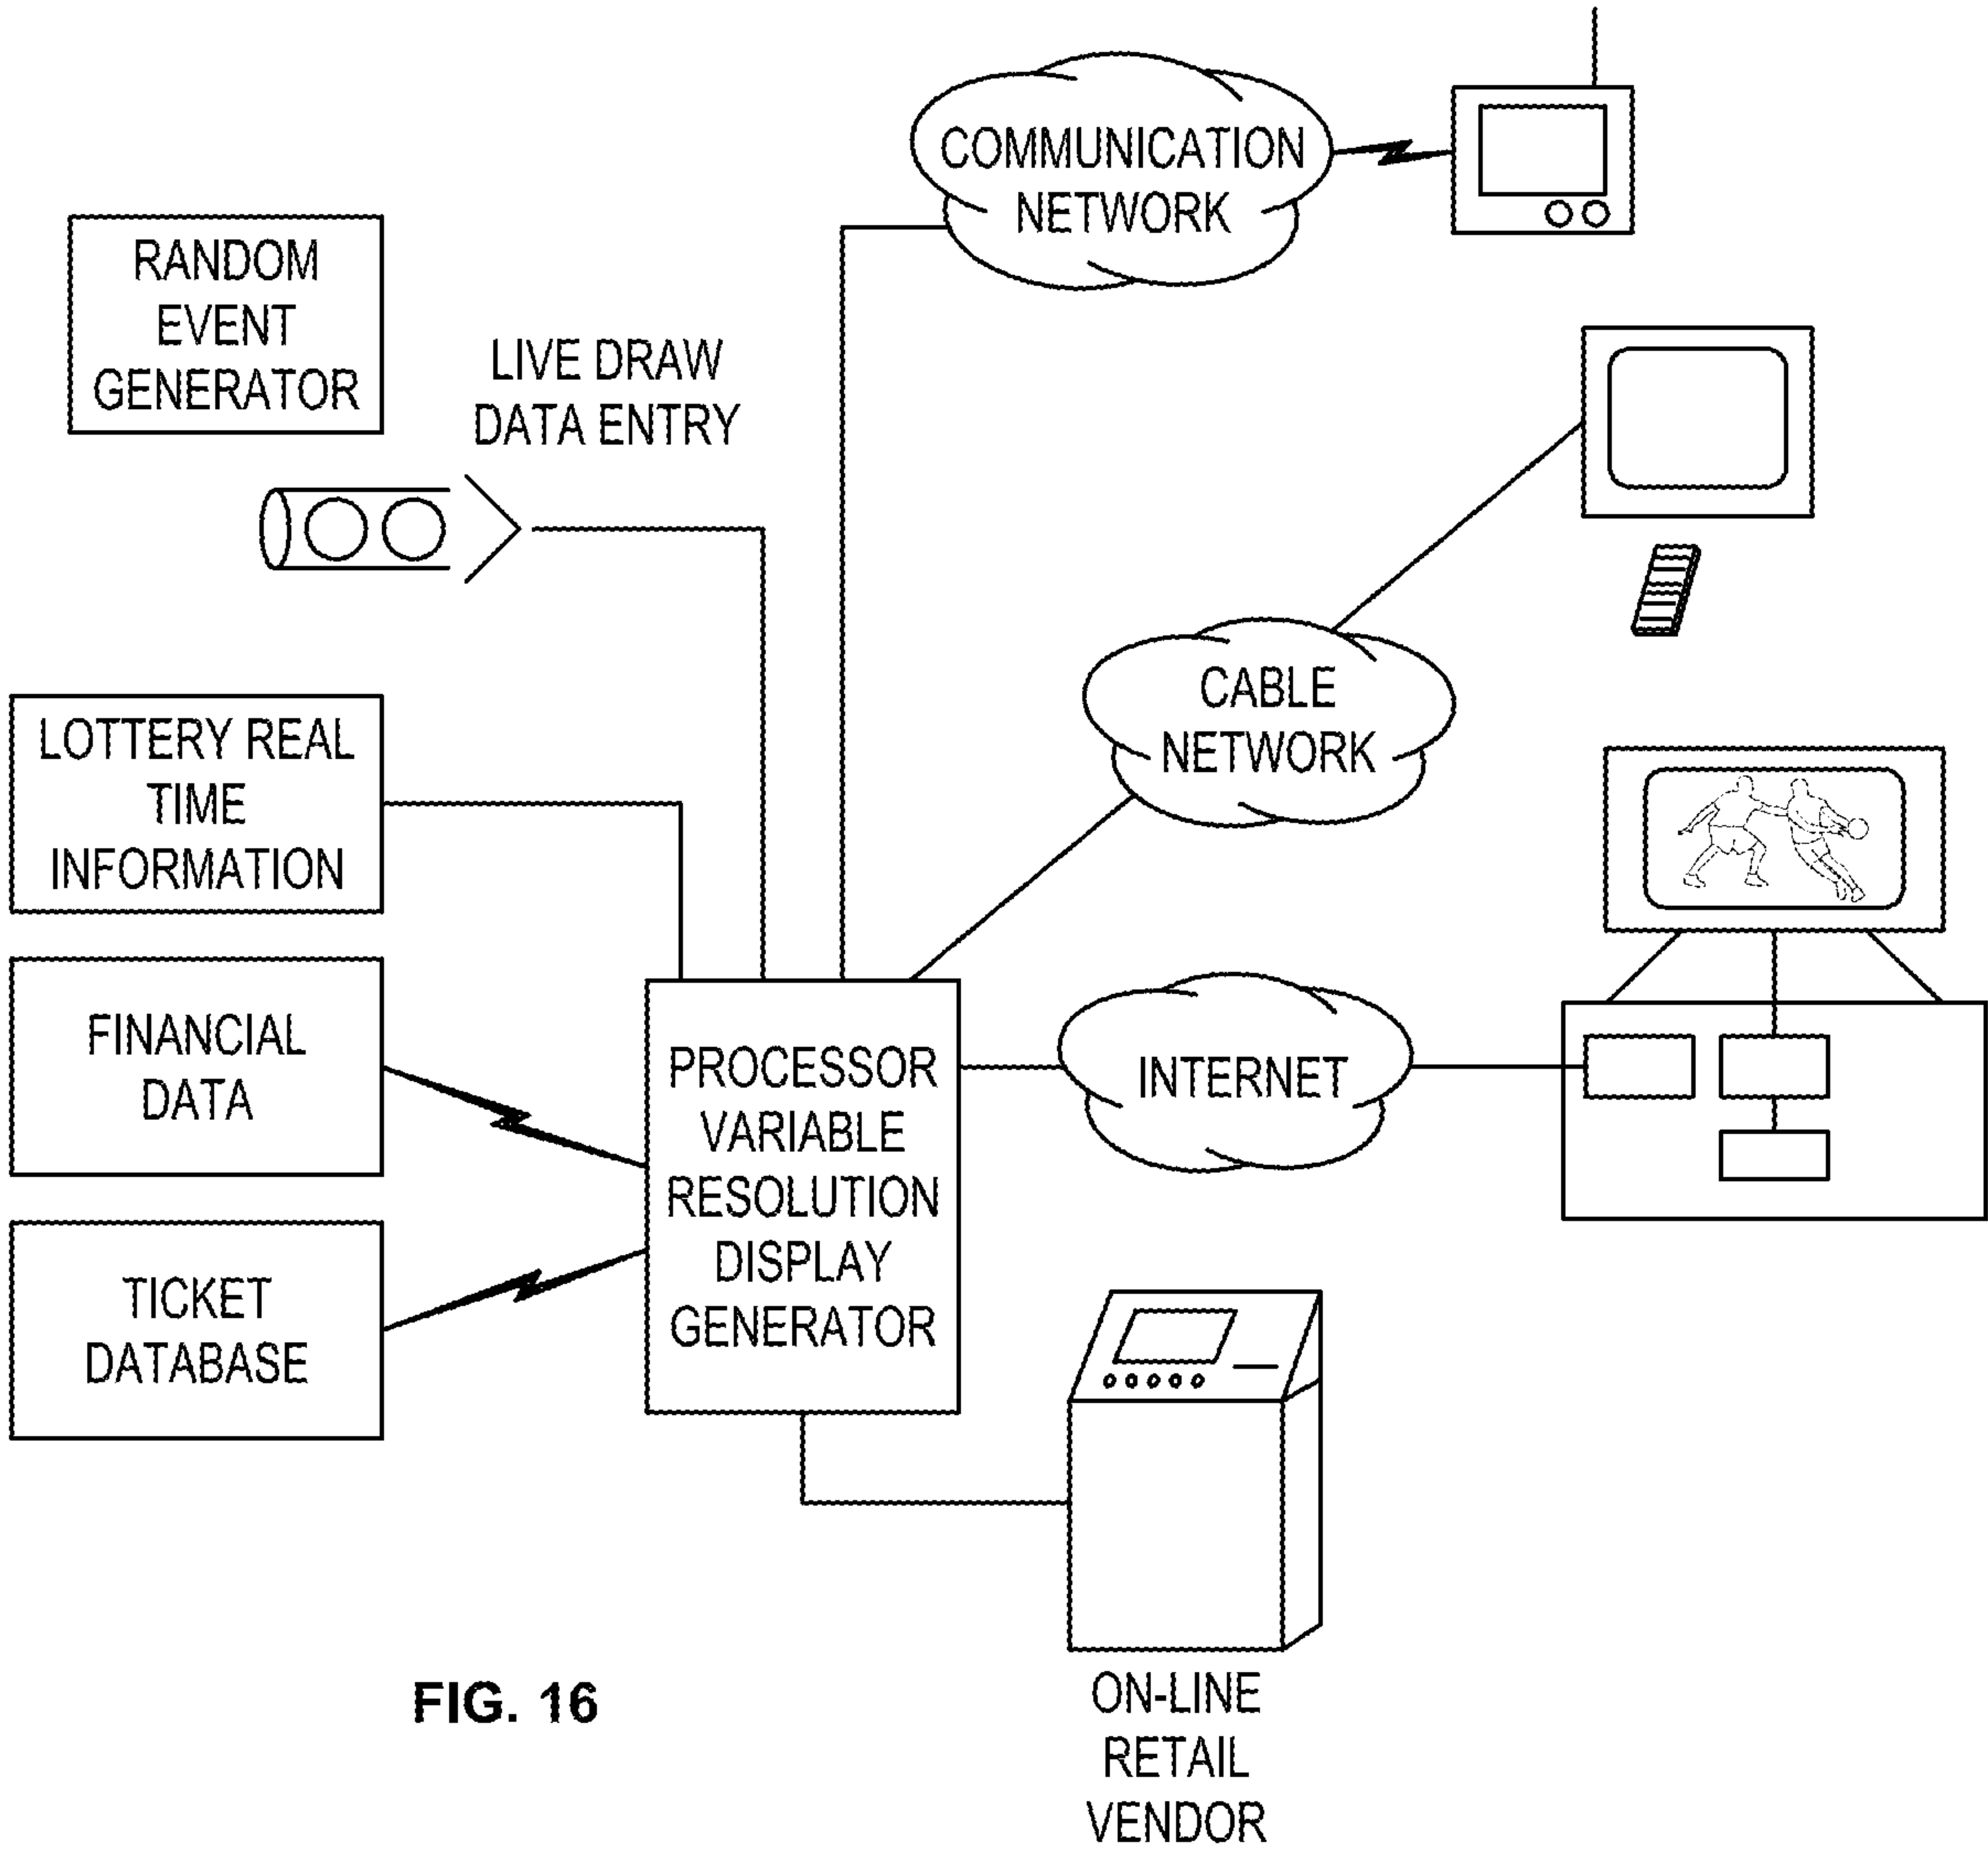 COMMUNICATION
NETWORK
RANDOM
EVENT
GENERATOR
LIVE DRAW
DATA ENTRY
CABLE
NETWORK
LOTTERY REAL
TIME
INFORMATION
FINANCIAL
DATA
PROCESSOR
VARIABLE
RESOLUTION
DISPLAY
GENERATOR
INTERNET
TICKET
DATABASE
ON-LINE
RETAIL
VENDOR
FIG. 16